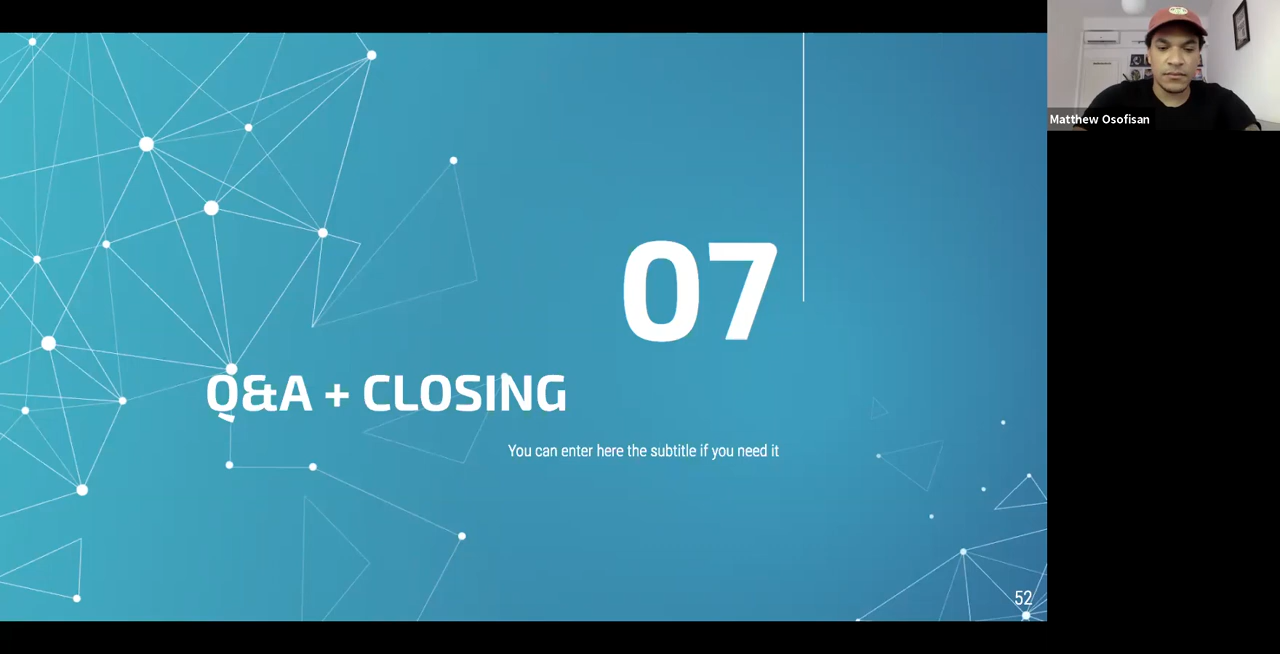 07
Q&A + CLOSING
You can enter here the subtitle if you need it
52
Matthew Osofisan